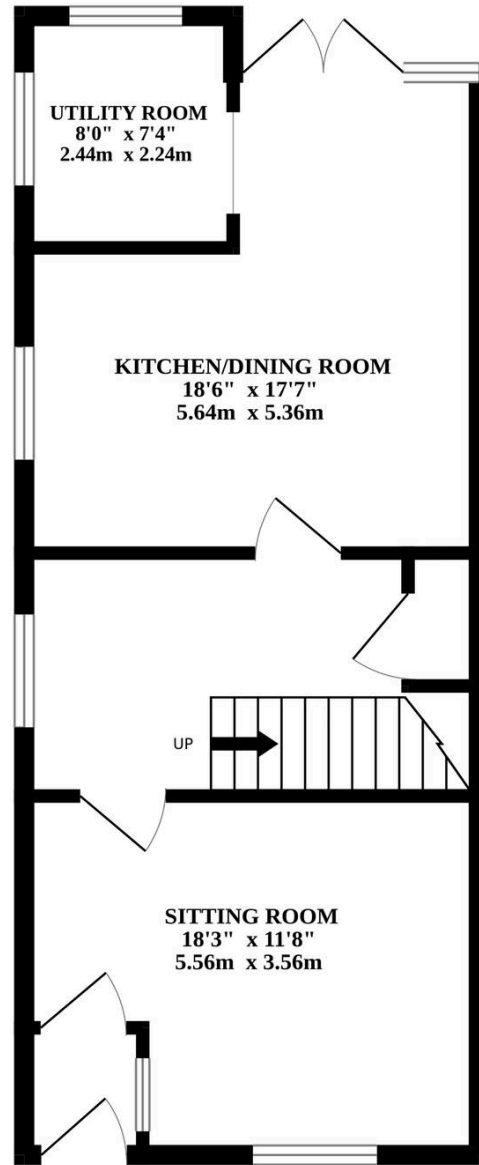 UTILITY ROOM
8'0" x 7'4"
2.44m x 2.24m
KITCHEN/DINING ROOM
18'6" x 17'7"
5.64m x 5.36m
UP
SITTING ROOM
18'3" x 11'8"
5.56m x 3.56m